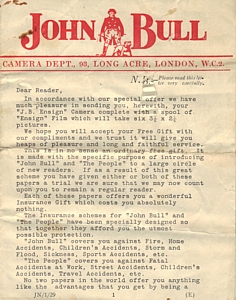 JOHN BULL
CAMERA DEPT., 93, LONG ACRE, LONDON, W.C.2.
N.B.—Please read this letter
very carefully.
Dear Reader,
In accordance with our special offer we have
much pleasure in sending you, herewith, your
"J.B. Ensign" Camera complete with a spool of
"Ensign" Film which will take six
pictures.
We hope you will accept your Free Gift with
our compliments and we trust it will give you
heaps of pleasure and long and faithful service.
This is in no sense an ordinary free gift. It
is made with the specific purpose of introducing
"John Bull" and "The People" to a large circle
of new readers. If as a result of this great
scheme you have given either or both of these
papers a trial we are sure that we may now count
upon you to remain a regular reader.
Each of these papers offers you a wonderful
Insurance Gift which costs you absolutely
nothing.
The Insurance schemes for "John Bull" and
"The People" have been specially designed so
that together they afford you the utmost
possible protection.
"John Bull" covers you against Fire, Home
Accidents, Children's Accidents, Storm and
Flood, Sickness, Sports Accidents, etc.
"The People" covers you against Fatal
Accidents at Work, Street Accidents, Children's
Accidents, Travel Accidents, etc.
No two papers in the world offer you anything
like the advantages that you get by being a
JN/1/29 1 (E)